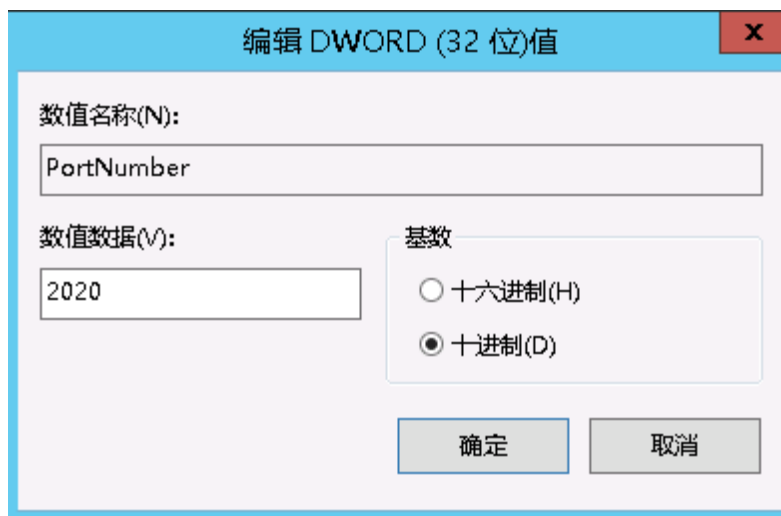 编辑 DWORD (32 位)值
x
数值名称(N):
PortNumber
数值数据(V):
2020
基数
十六进制(H)
十进制(D)
确定
取消